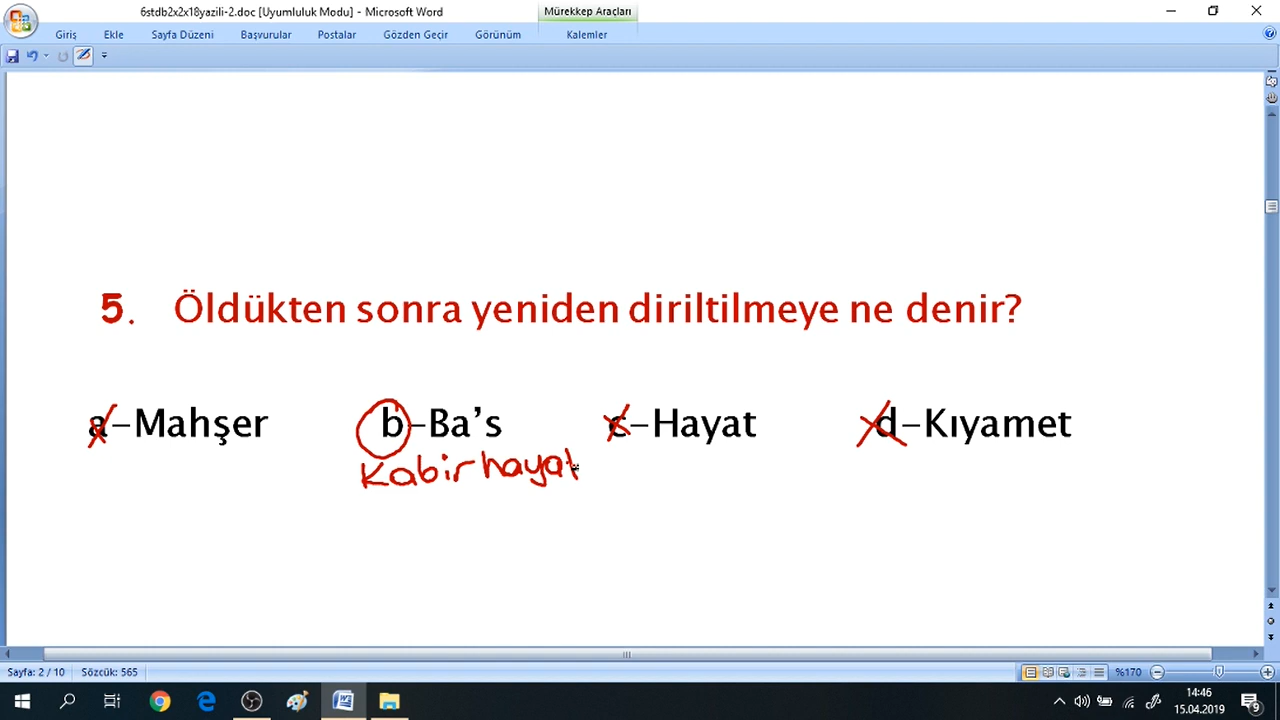 6stdb2x2x18yazili-2.doc [Uyumluluk Modu] - Microsoft Word
Mürekkep Araçları
Giriş Ekle Sayfa Düzeni Başvurular Postalar Gözden Geçir Görünüm Kalemler
5. Öldükten sonra yeniden diriltilmeye ne denir?
a-Mahşer b-Ba's c-Hayat d-Kıyamet
Kabir hayat
Sayfa: 2 / 10 Sözcük: 565 %170
14:46
15.04.2019
9